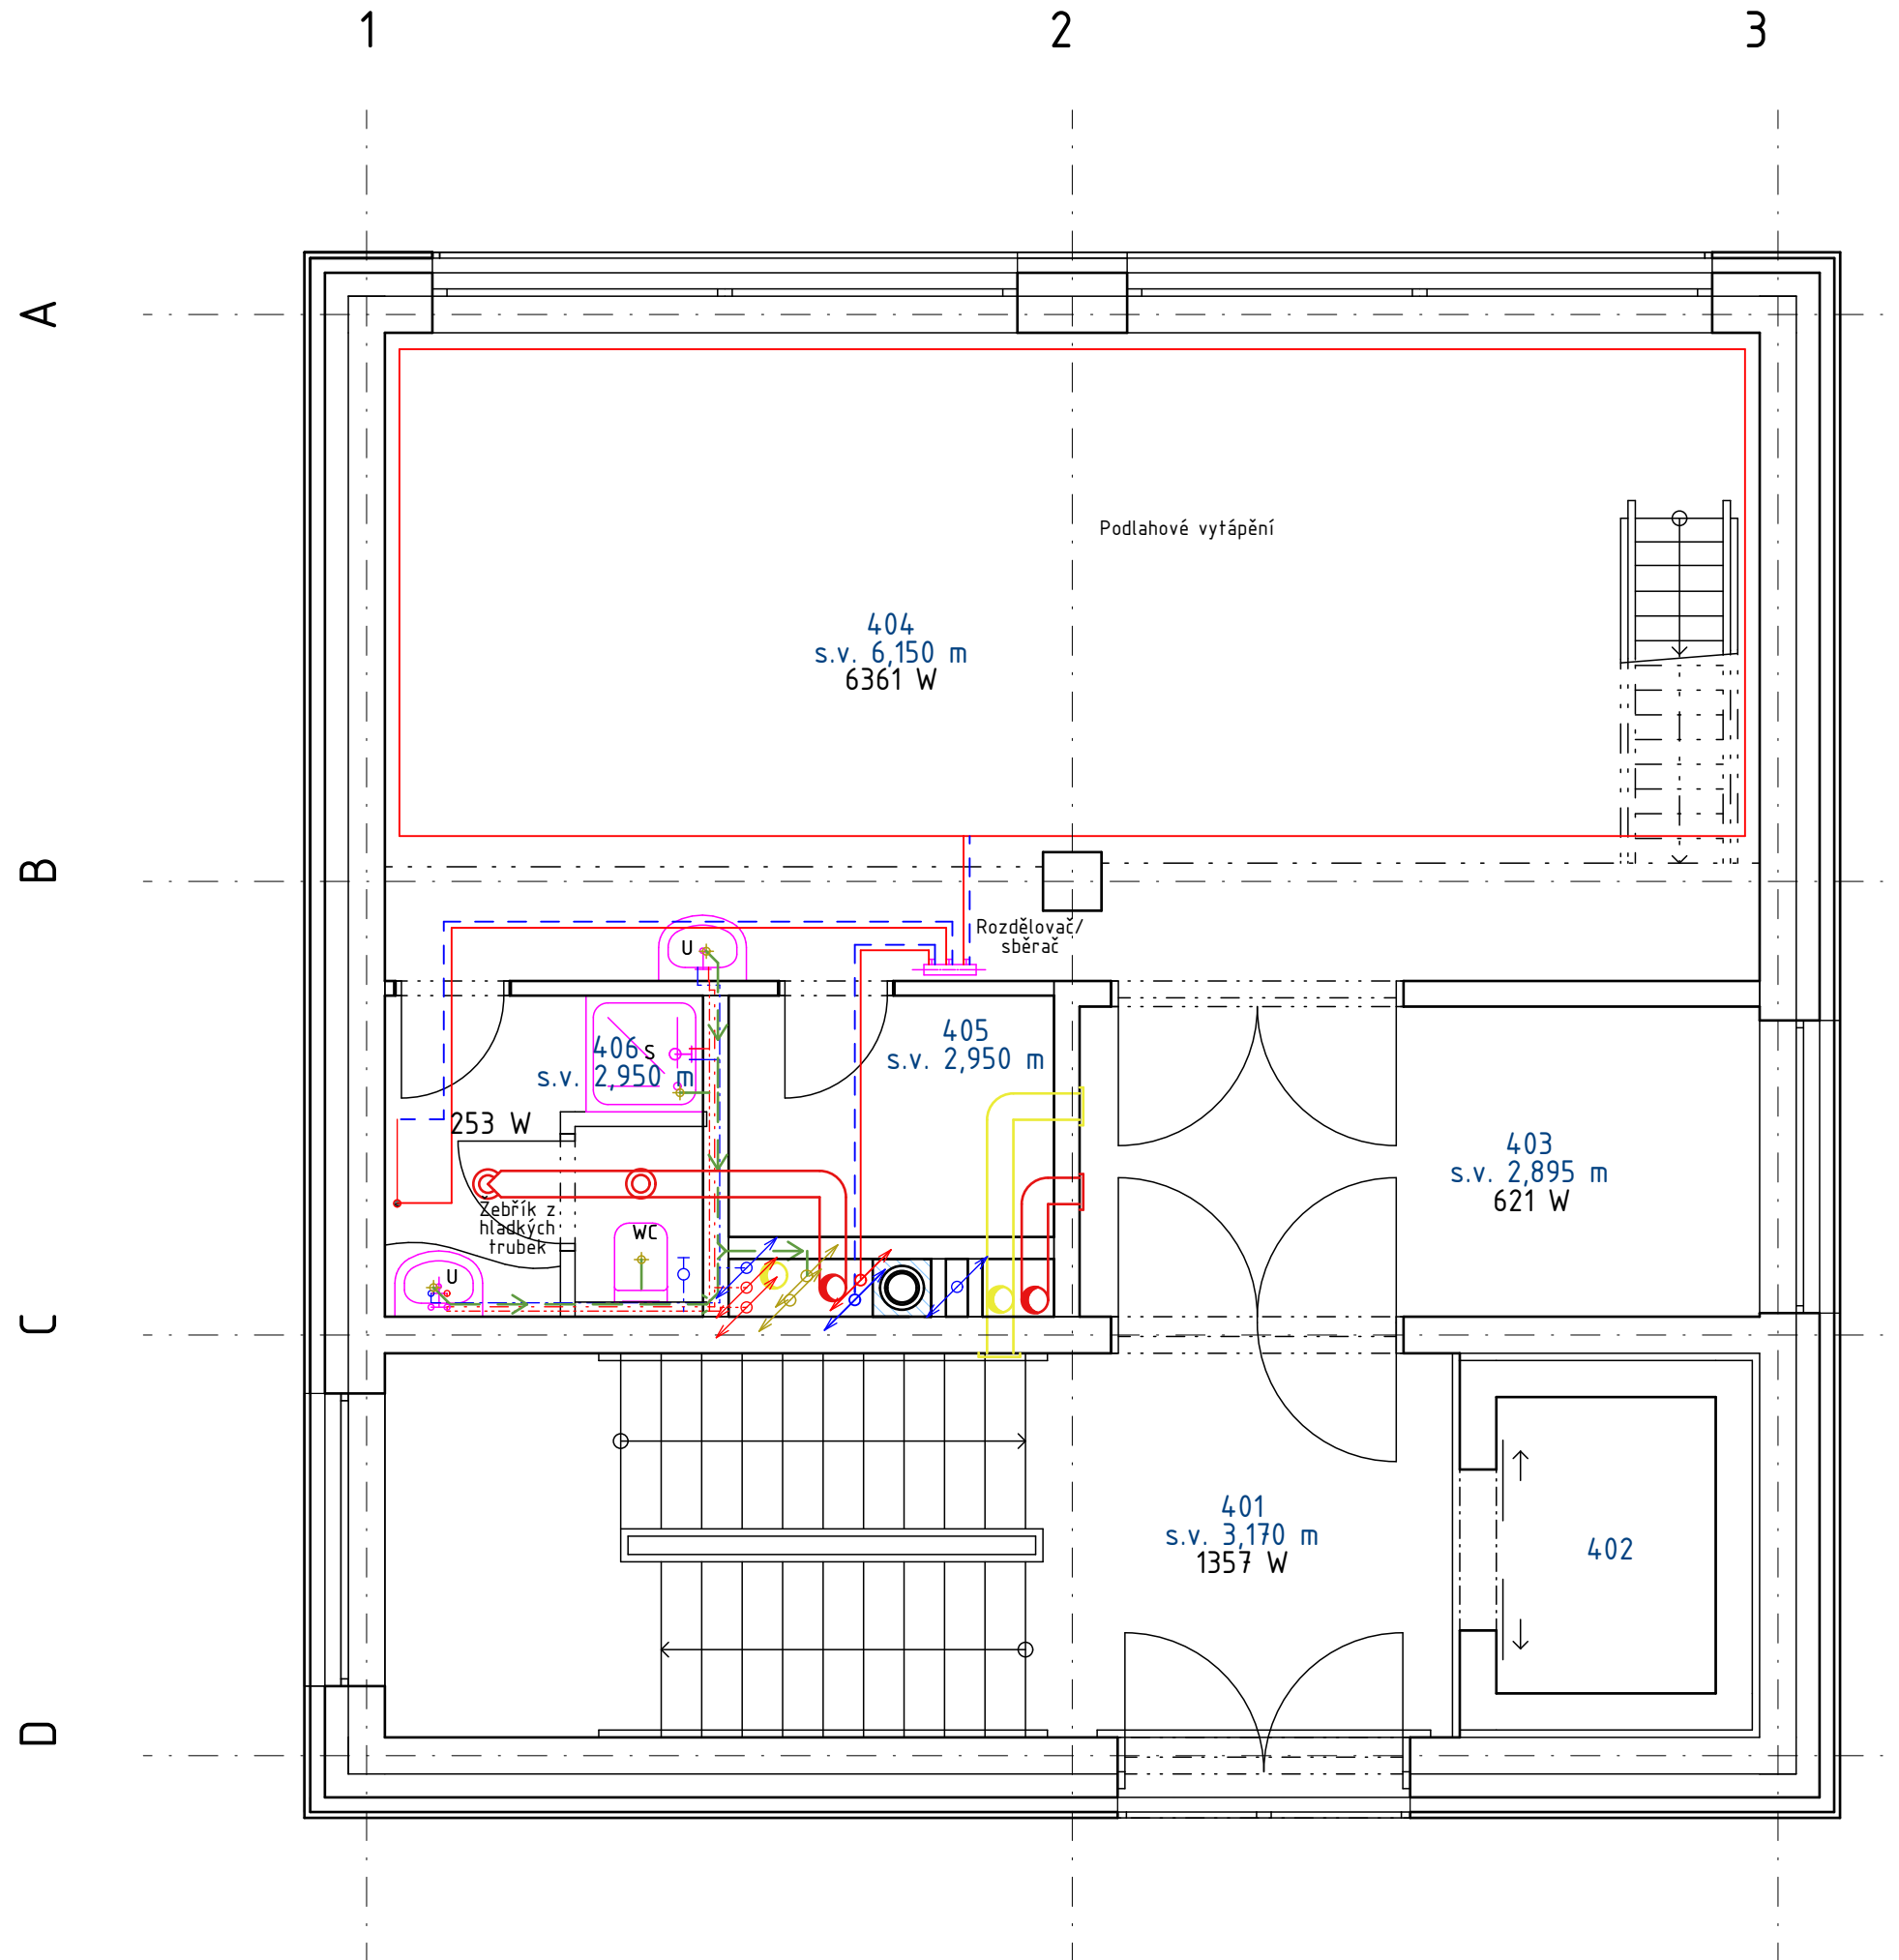 1
2
3
A
Podlahové vytápění
404
s.v. 6,150 m
6361 W
B
U
Rozdělovač/
sběrač
405
s.v. 2,950 m
406
S
s.v. 2,950 m
253 W
403
s.v. 2,895 m
621 W
Žebřík z
hladkých
trubek
WC
U
C
401
s.v. 3,170 m
1357 W
402
D